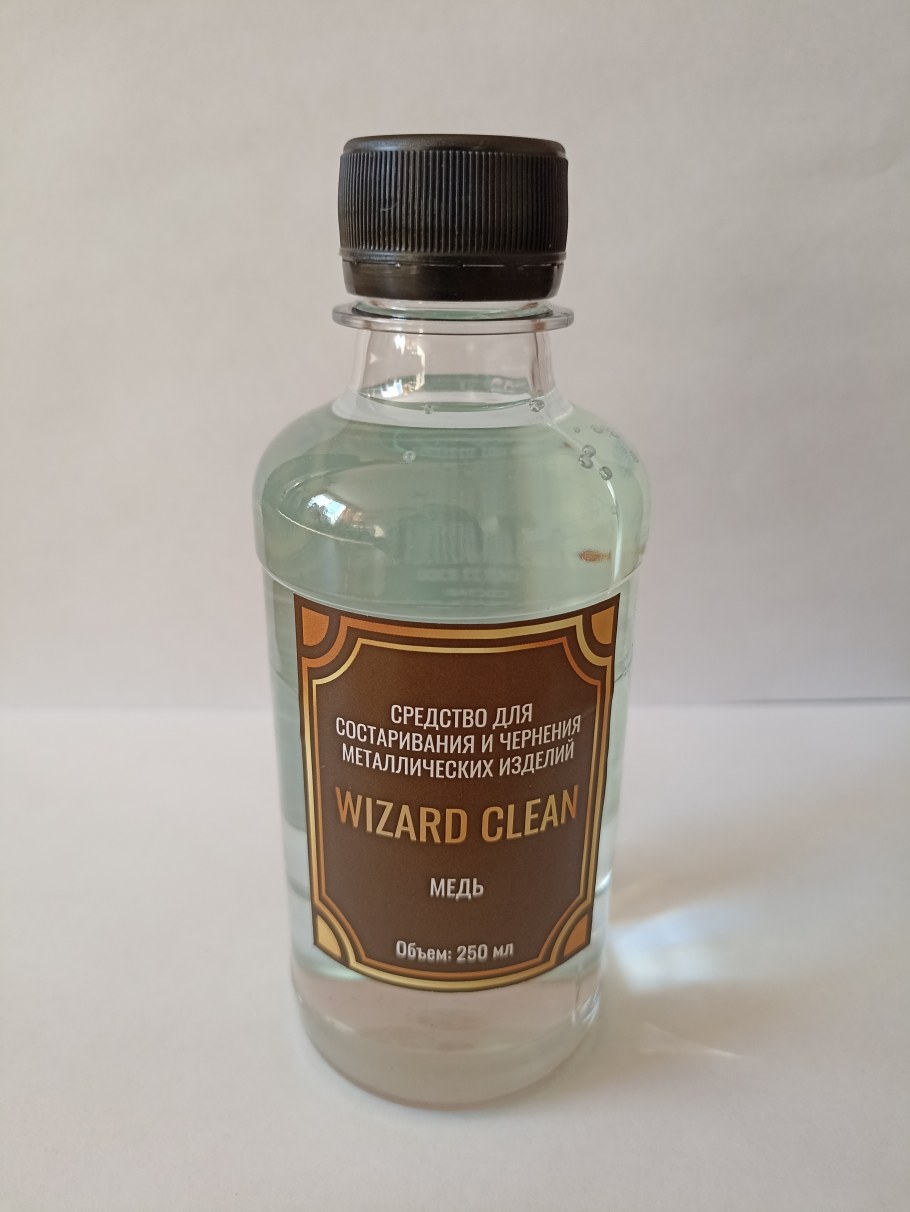 СРЕДСТВО ДЛЯ
СОСТАРИВАНИЯ И ЧЕРНЕНИЯ
МЕТАЛЛИЧЕСКИХ ИЗДЕЛИЙ
WIZARD CLEAN
МЕДЬ
Объем: 250 мл